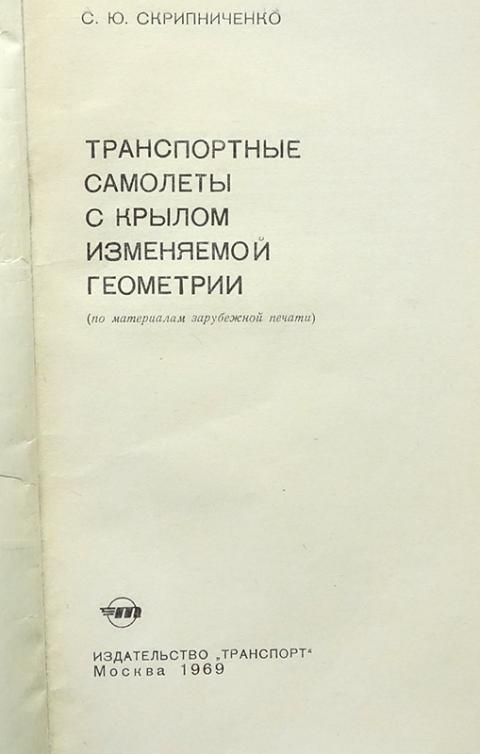 С. Ю. СКРИПНИЧЕНКО
ТРАНСПОРТНЫЕ
САМОЛЕТЫ
С КРЫЛОМ
ИЗМЕНЯЕМОЙ
ГЕОМЕТРИИ
(по материалам зарубежной печати)
т
ИЗДАТЕЛЬСТВО „ТРАНСПОРТ“
Москва 1969